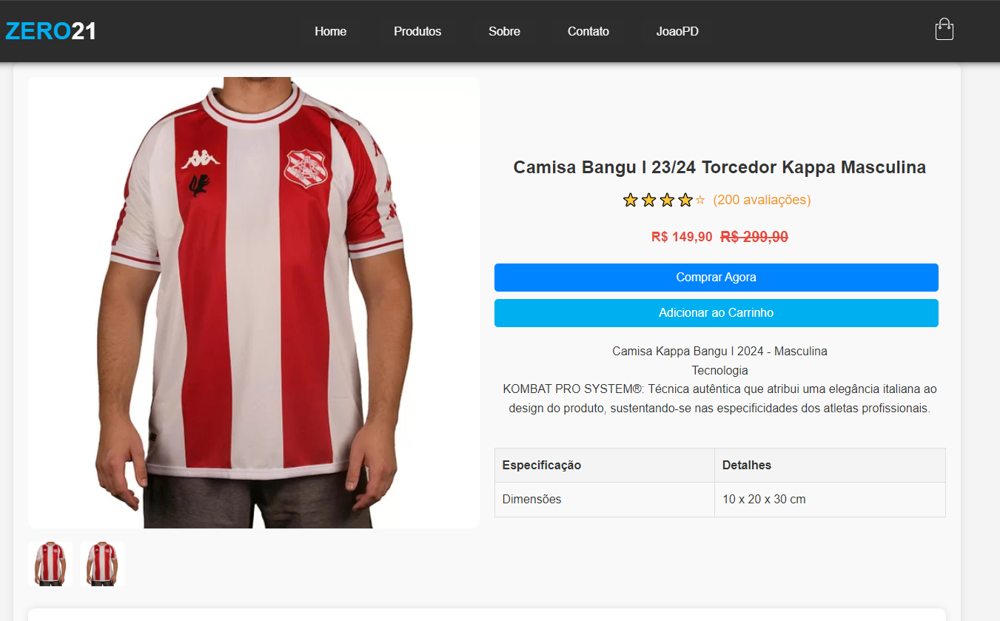 ZERO21
Home Produtos Sobre Contato JoaoPD
Camisa Bangu I 23/24 Torcedor Kappa Masculina
(200 avaliações)
R$ 149,90 R$ 299,90
Comprar Agora
Adicionar ao Carrinho
Camisa Kappa Bangu I 2024 - Masculina
Tecnologia
KOMBAT PRO SYSTEM®: Técnica autêntica que atribui uma elegância italiana ao
design do produto, sustentando-se nas especificidades dos atletas profissionais.
Especificação Detalhes
Dimensões 10 x 20 x 30 cm